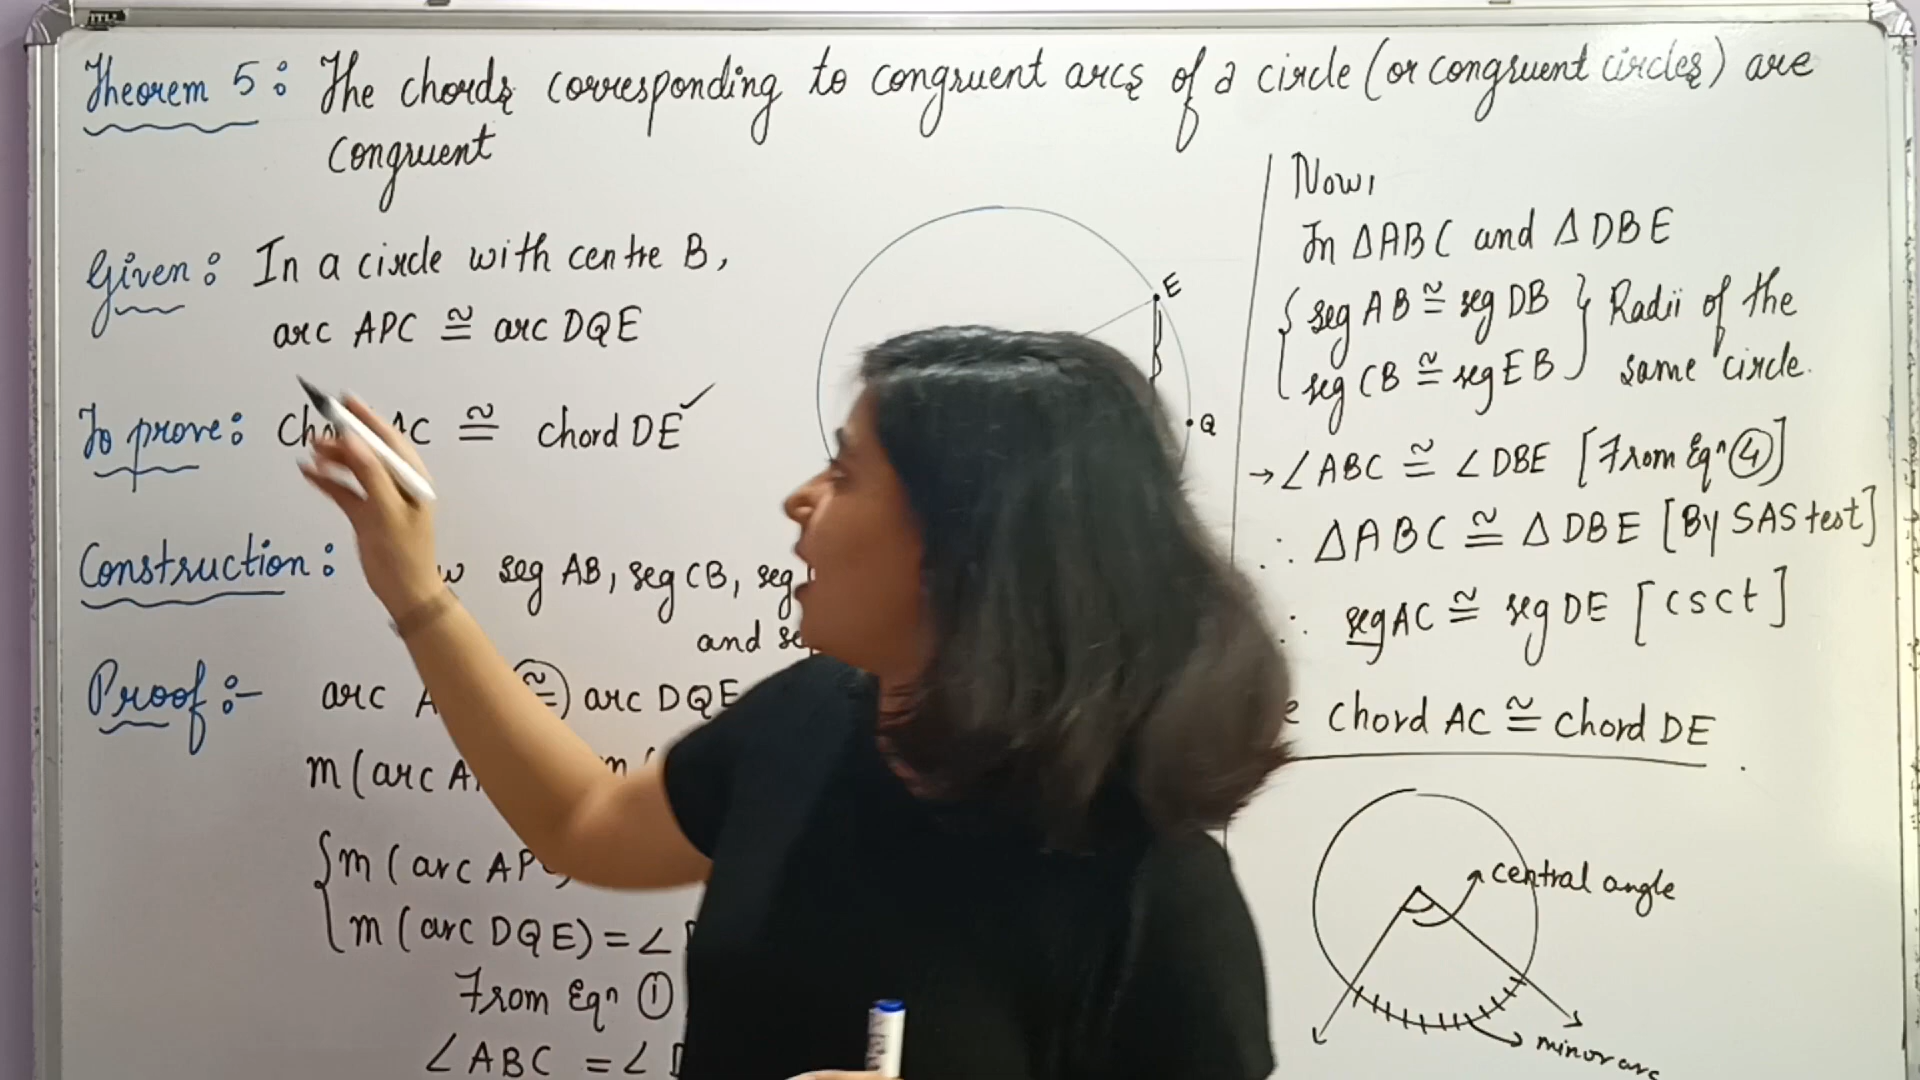 Theorem 5: The chords corresponding to congruent arcs of a circle (or congruent circles) are
congruent
Given: In a circle with centre B,
arc APC ≅ arc DQE
To prove: AC ≅ chord DE ✓
Construction: seg AB, seg CB, seg
and
Proof:- arc ≅ arc DQE
m(arc
{ m(arc AP
m(arc DQE) = ∠
From Eqn ①
∠ABC = ∠
E
Q
Now,
In ΔABC and ΔDBE
{ seg AB ≅ seg DB } Radii of the
seg CB ≅ seg EB same circle.
→ ∠ABC ≅ ∠DBE [From Eqn ④]
∴ ΔABC ≅ ΔDBE [By SAS test]
∴ seg AC ≅ seg DE [csct]
Chord AC ≅ chord DE
central angle
minor arc